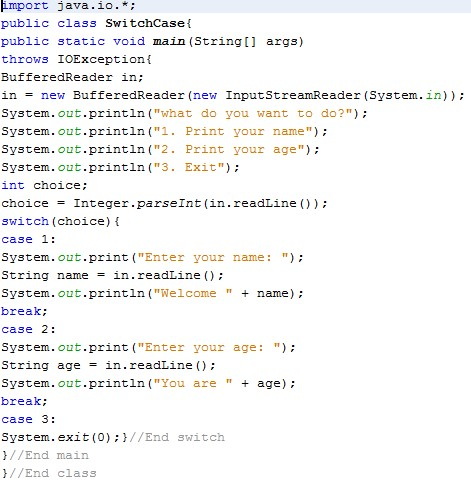 import java.io.*;
public class SwitchCase{
public static void main(String[] args)
throws IOException{
BufferedReader in;
in = new BufferedReader(new InputStreamReader(System.in));
System.out.println("what do you want to do?");
System.out.println("1. Print your name");
System.out.println("2. Print your age");
System.out.println("3. Exit");
int choice;
choice = Integer.parseInt(in.readLine());
switch(choice){
case 1:
System.out.print("Enter your name: ");
String name = in.readLine();
System.out.println("Welcome " + name);
break;
case 2:
System.out.print("Enter your age: ");
String age = in.readLine();
System.out.println("You are " + age);
break;
case 3:
System.exit(0);}//End switch
}//End main
}//End class